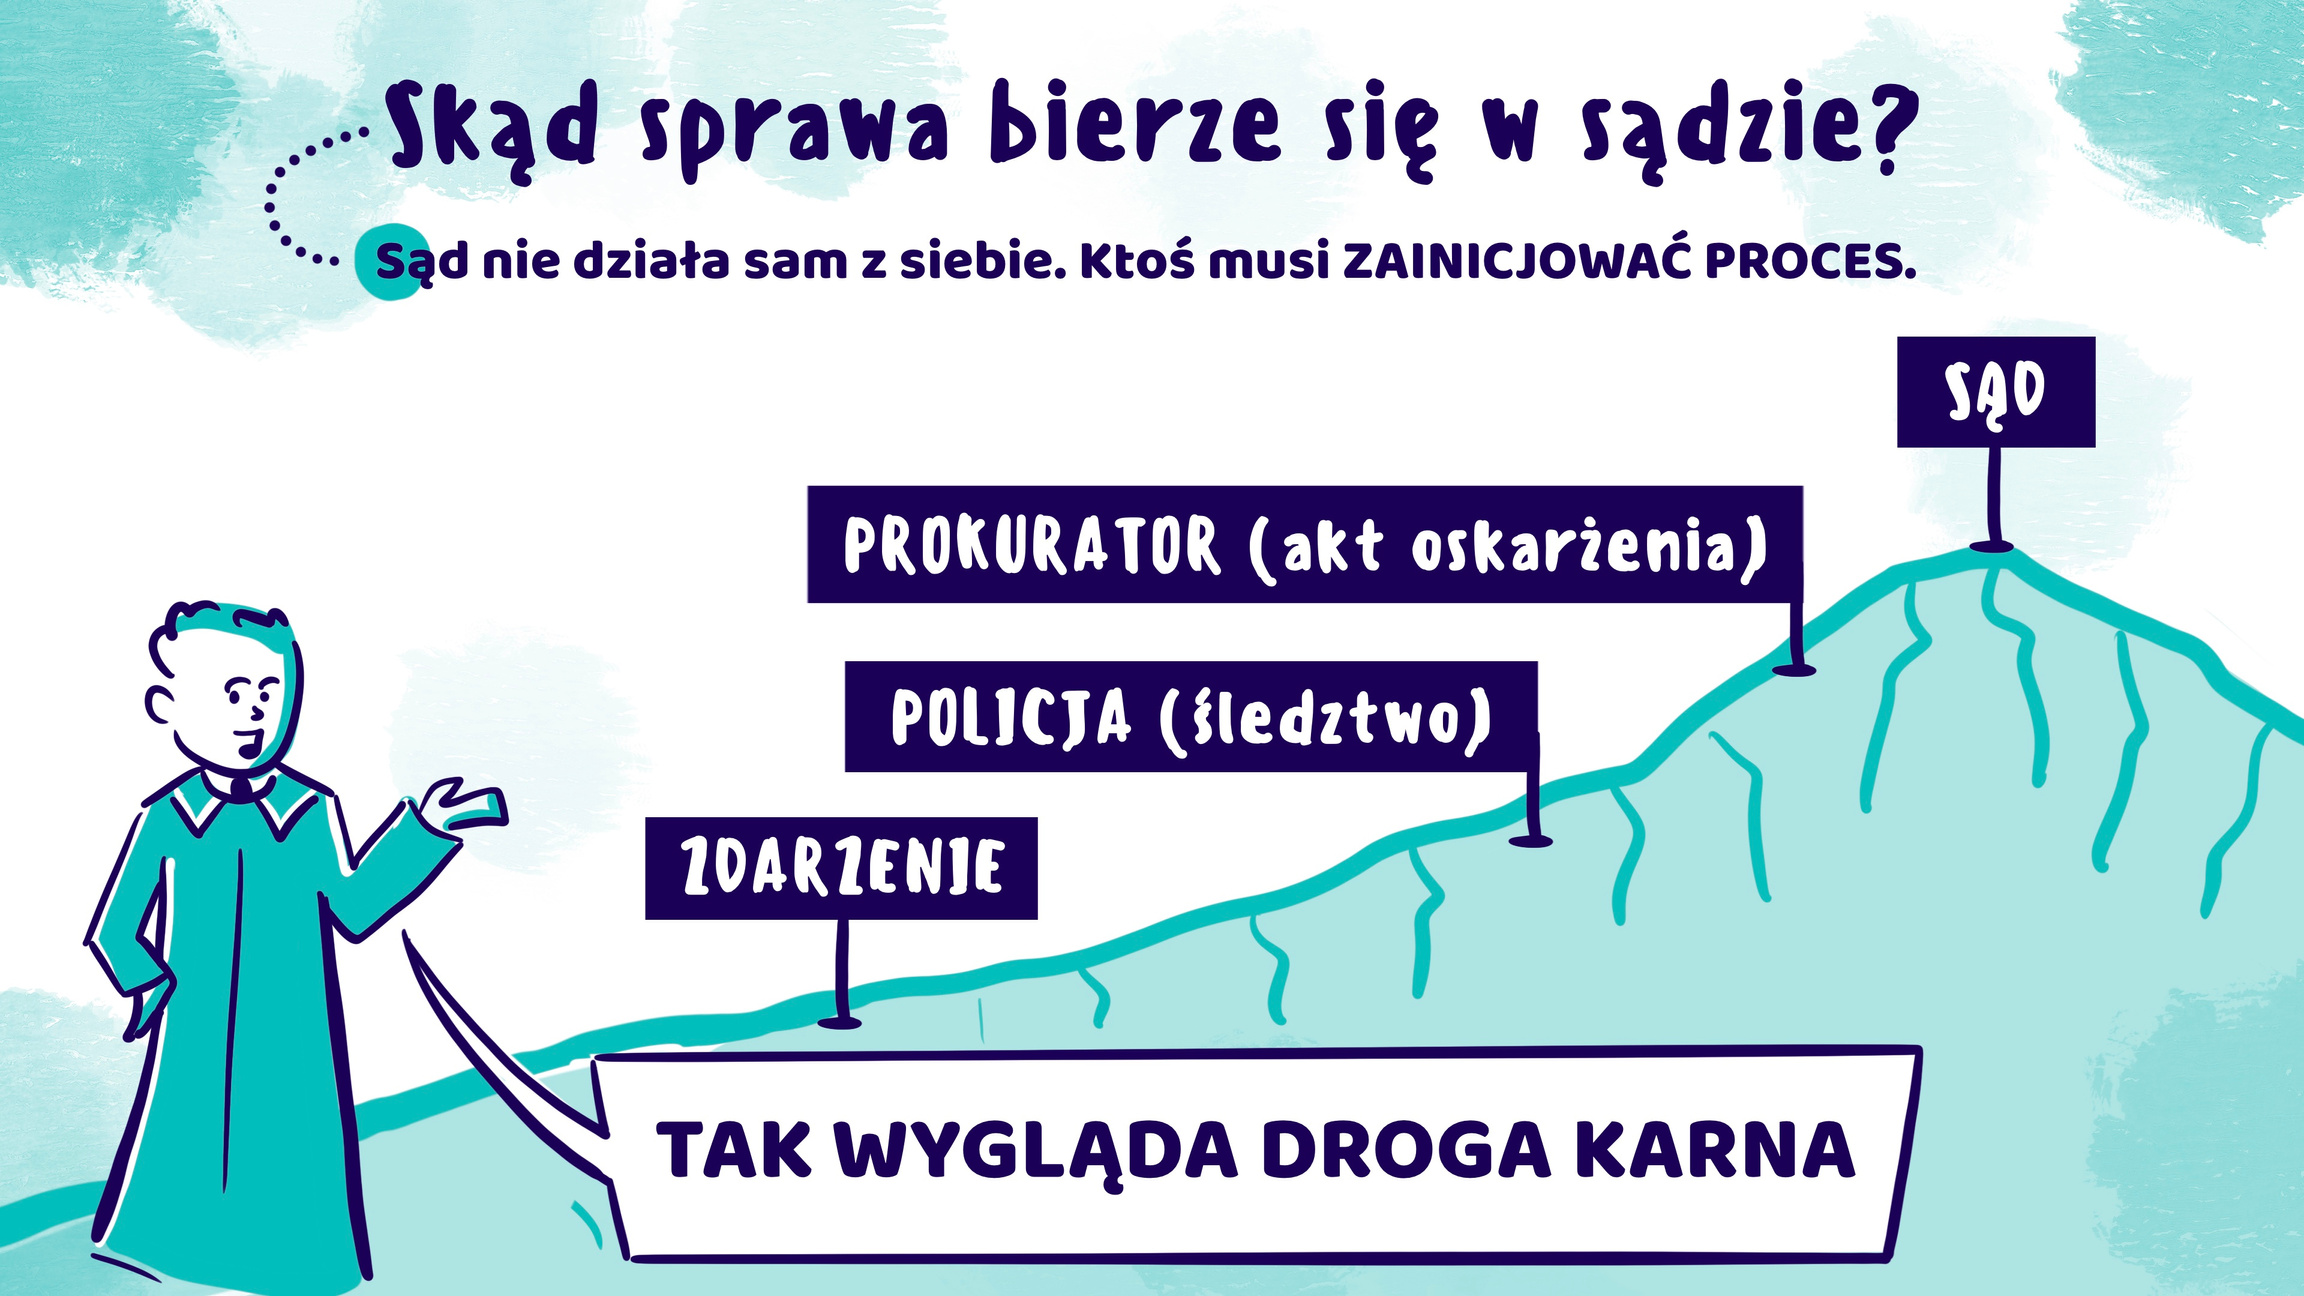 Skąd sprawa bierze się w sądzie?
Sąd nie działa sam z siebie. Ktoś musi ZAINICJOWAĆ PROCES.
SĄD
PROKURATOR (akt oskarżenia)
POLICJA (śledztwo)
ZDARZENIE
TAK WYGLĄDA DROGA KARNA